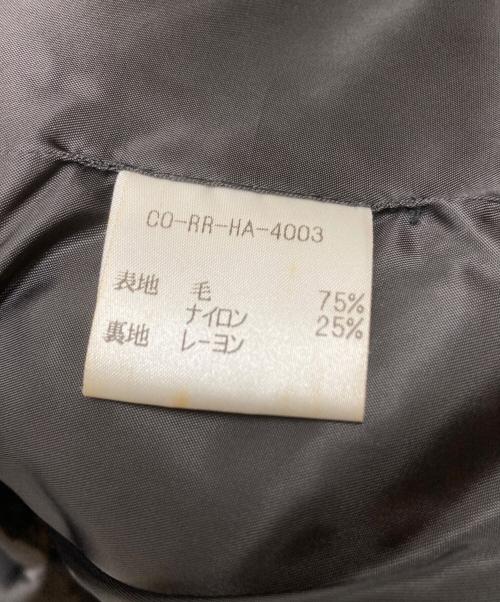 CO-RR-HA-4003
表地 毛 75%
ナイロン 25%
裏地 レーヨン